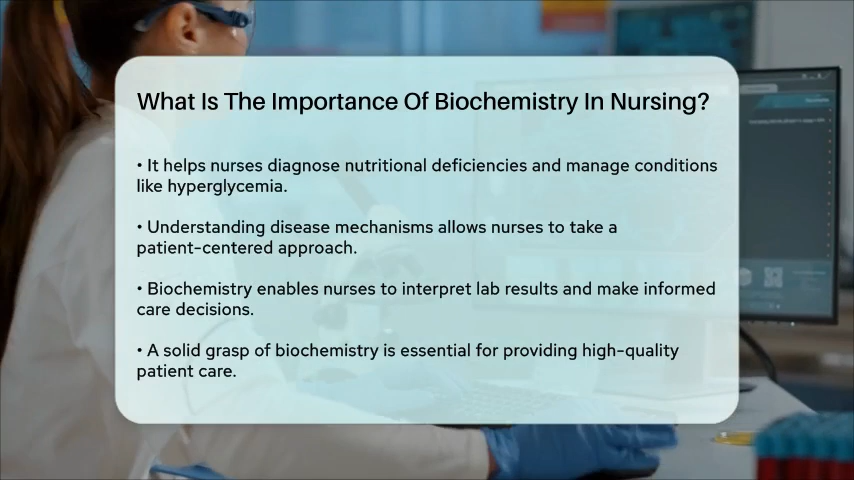 What Is The Importance Of Biochemistry In Nursing?
• It helps nurses diagnose nutritional deficiencies and manage conditions
like hyperglycemia.
• Understanding disease mechanisms allows nurses to take a
patient-centered approach.
• Biochemistry enables nurses to interpret lab results and make informed
care decisions.
• A solid grasp of biochemistry is essential for providing high-quality
patient care.